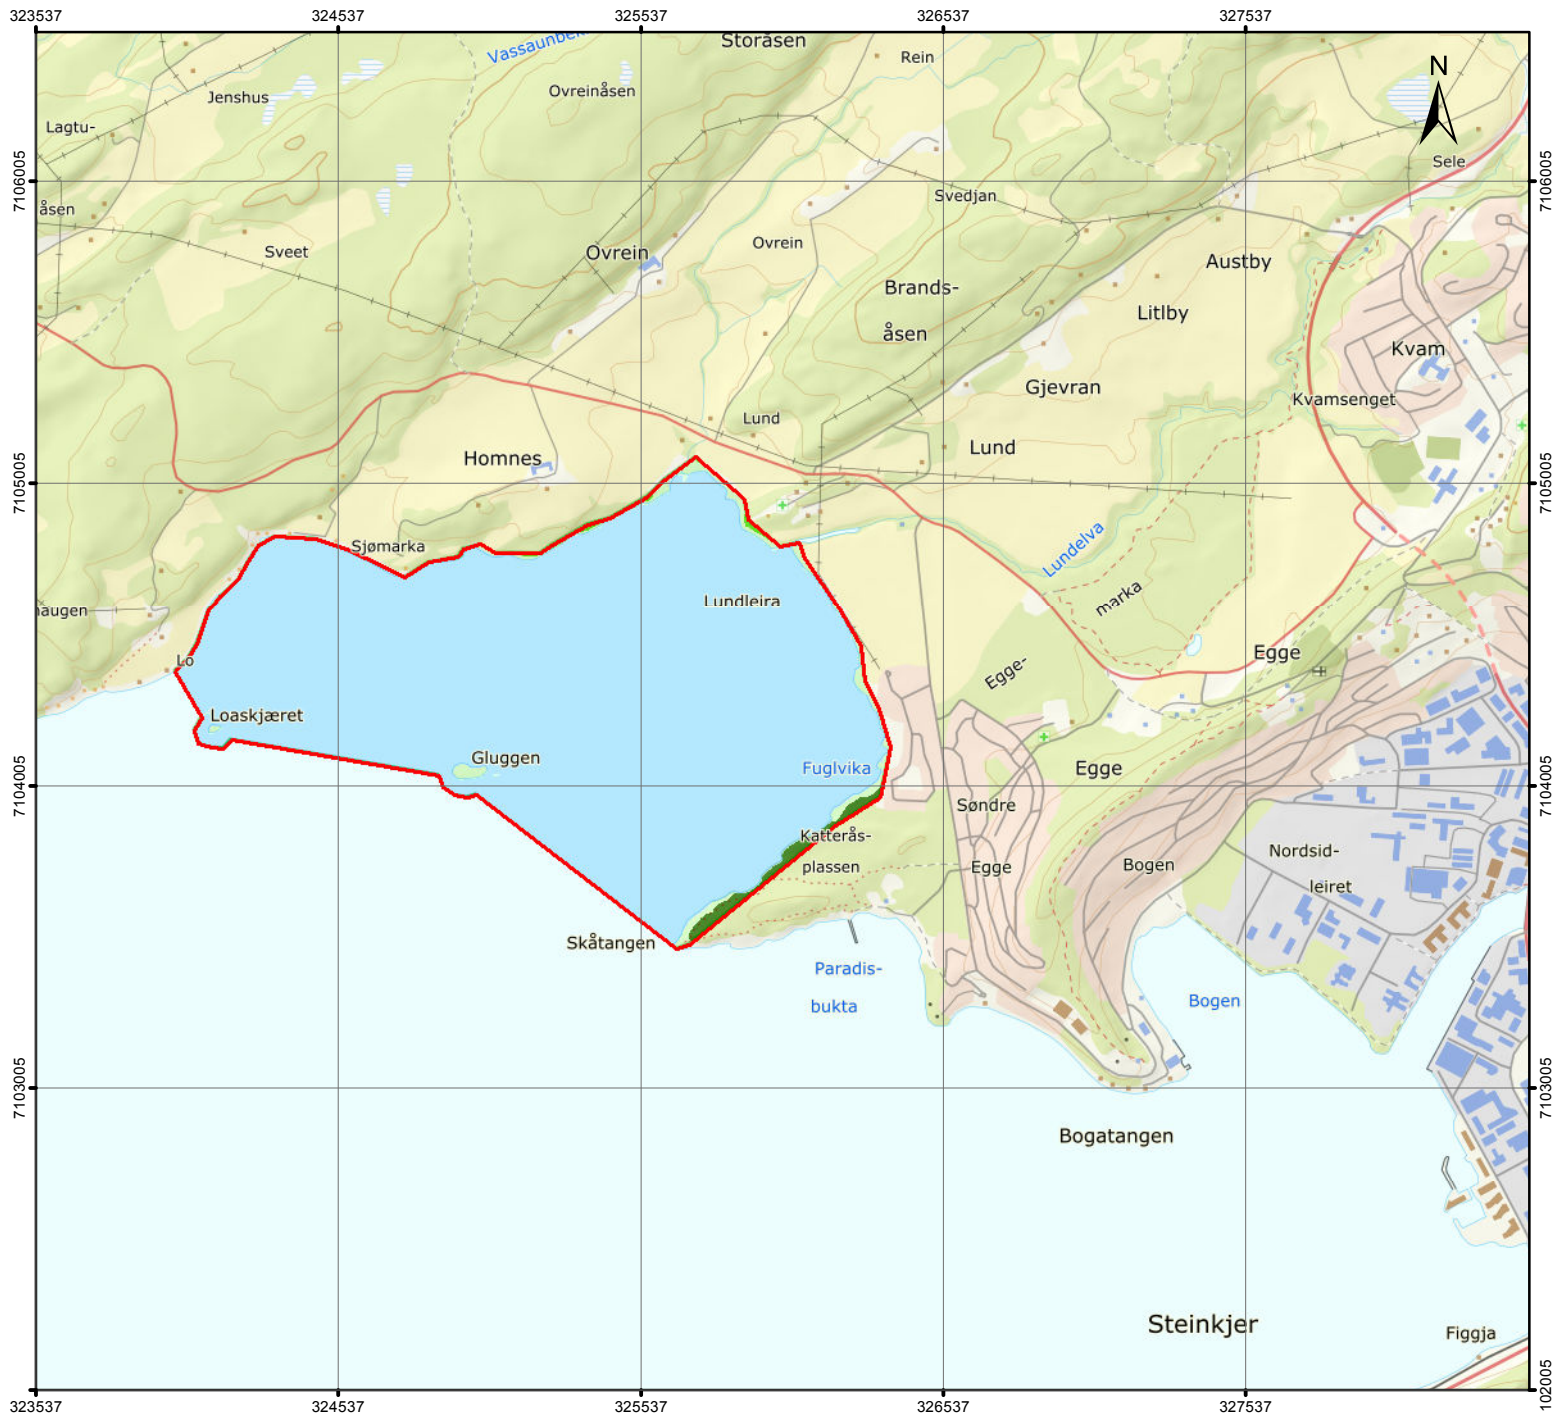 323537 324537 325537 326537 327537
Storåsen
Rein
N
Jenshus
Ovreinåsen
Lagtu-
Sele
7106005
7106005
Svedjan
åsen
Ovrein
Sveet
Ovrein
Austby
Brands-
åsen
Litlby
Kvam
Gjevran
Kvamsenget
Lund
Lund
Homnes
7105005
7105005
Lundelva
Sjømarka
marka
Lundleira
haugen
Egge
Lo
Egge-
Loaskjæret
Gluggen
Fuglvika
Egge
7104005
7104005
Søndre
Egge
Katterås-
plassen
Bogen
Nordsid-
leiret
Skåtangen
Paradis-
bukta
Bogen
7103005
7103005
Bogatangen
Steinkjer
Figgja
102005
323537 324537 325537 326537 327537